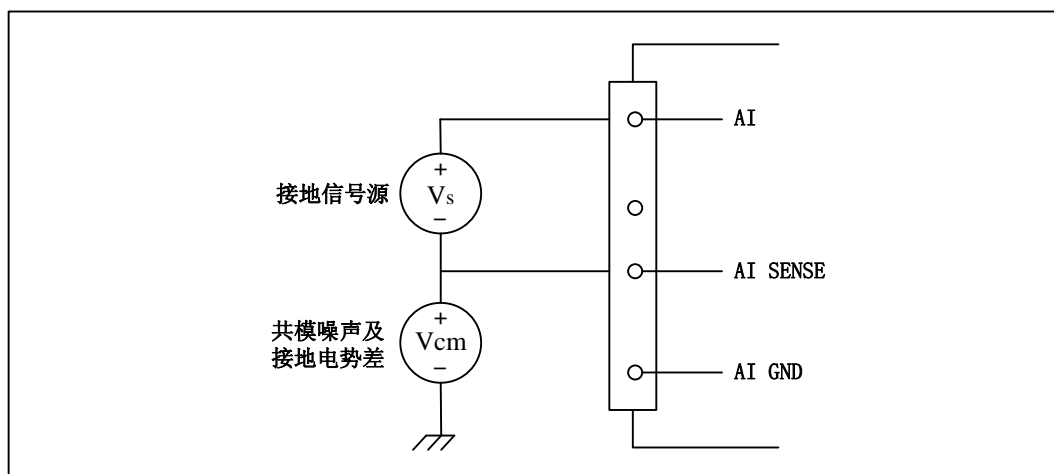 AI
接地信号源
+
Vs
−
AI SENSE
共模噪声及
接地电势差
+
Vcm
−
AI GND